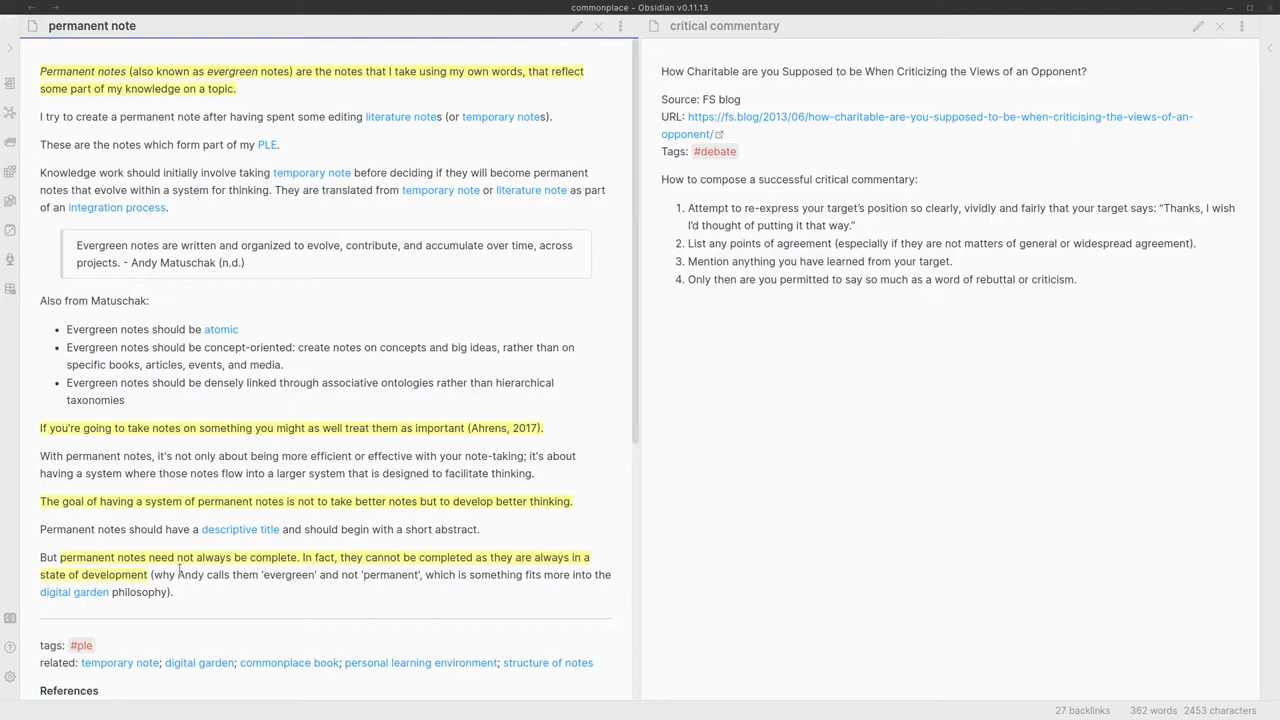 commonplace - Obsidian v0.11.13
permanent note
Permanent notes (also known as evergreen notes) are the notes that I take using my own words, that reflect
some part of my knowledge on a topic.
I try to create a permanent note after having spent some editing literature notes (or temporary notes).
These are the notes which form part of my PLE.
Knowledge work should initially involve taking temporary note before deciding if they will become permanent
notes that evolve within a system for thinking. They are translated from temporary note or literature note as part
of an integration process.
Evergreen notes are written and organized to evolve, contribute, and accumulate over time, across
projects. - Andy Matuschak (n.d.)
Also from Matuschak:
• Evergreen notes should be atomic
• Evergreen notes should be concept-oriented: create notes on concepts and big ideas, rather than on
specific books, articles, events, and media.
• Evergreen notes should be densely linked through associative ontologies rather than hierarchical
taxonomies
If you're going to take notes on something you might as well treat them as important (Ahrens, 2017).
With permanent notes, it's not only about being more efficient or effective with your note-taking; it's about
having a system where those notes flow into a larger system that is designed to facilitate thinking.
The goal of having a system of permanent notes is not to take better notes but to develop better thinking.
Permanent notes should have a descriptive title and should begin with a short abstract.
But permanent notes need not always be complete. In fact, they cannot be completed as they are always in a
state of development (why Andy calls them 'evergreen' and not 'permanent', which is something fits more into the
digital garden philosophy).
tags: #ple
related: temporary note; digital garden; commonplace book; personal learning environment; structure of notes
References
critical commentary
How Charitable are you Supposed to be When Criticizing the Views of an Opponent?
Source: FS blog
URL: https://fs.blog/2013/06/how-charitable-are-you-supposed-to-be-when-criticising-the-views-of-an-
opponent/
Tags: #debate
How to compose a successful critical commentary:
1. Attempt to re-express your target's position so clearly, vividly and fairly that your target says: "Thanks, I wish
I'd thought of putting it that way."
2. List any points of agreement (especially if they are not matters of general or widespread agreement).
3. Mention anything you have learned from your target.
4. Only then are you permitted to say so much as a word of rebuttal or criticism.
27 backlinks 362 words 2453 characters